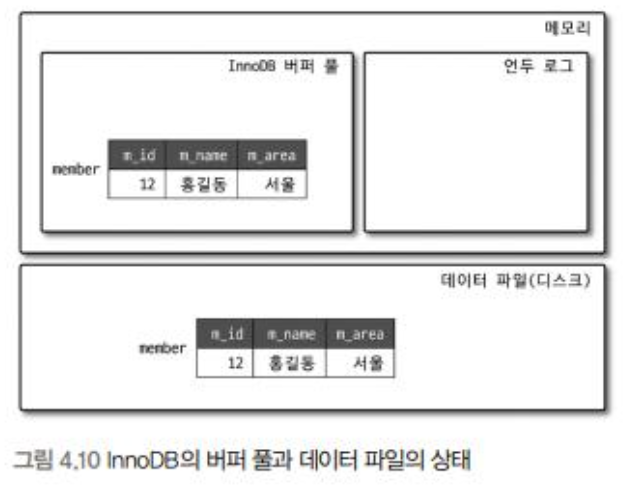 메모리
InnoDB 버퍼 풀
언두 로그
m_id m_name m_area
member
12 홍길동 서울
데이터 파일(디스크)
m_id m_name m_area
member
12 홍길동 서울
그림 4.10 InnoDB의 버퍼 풀과 데이터 파일의 상태